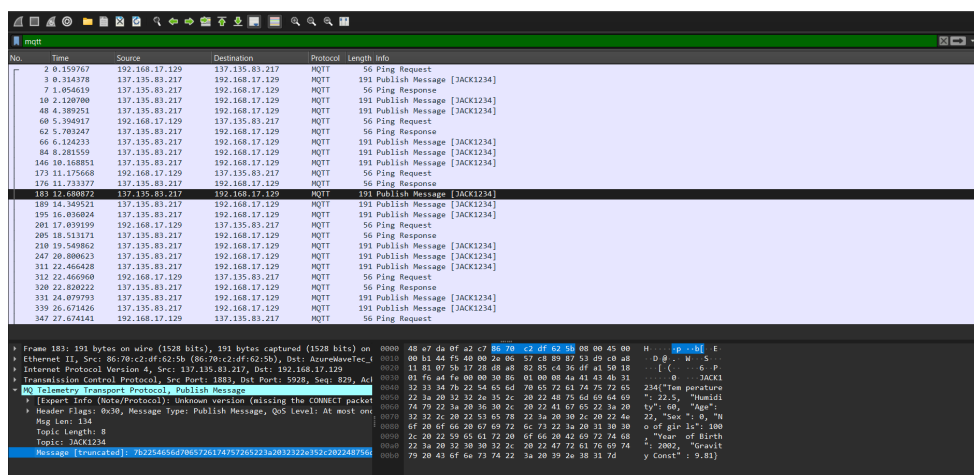 mqtt
No. Time Source Destination Protocol Length Info
2 0.159767 192.168.17.129 137.135.83.217 MQTT 56 Ping Request
3 0.314378 137.135.83.217 192.168.17.129 MQTT 191 Publish Message [JACK1234]
7 1.054619 137.135.83.217 192.168.17.129 MQTT 56 Ping Response
10 2.120700 137.135.83.217 192.168.17.129 MQTT 191 Publish Message [JACK1234]
48 4.389251 137.135.83.217 192.168.17.129 MQTT 191 Publish Message [JACK1234]
60 5.394917 192.168.17.129 137.135.83.217 MQTT 56 Ping Request
62 5.703247 137.135.83.217 192.168.17.129 MQTT 56 Ping Response
66 6.124233 137.135.83.217 192.168.17.129 MQTT 191 Publish Message [JACK1234]
84 8.281559 137.135.83.217 192.168.17.129 MQTT 191 Publish Message [JACK1234]
146 10.168851 137.135.83.217 192.168.17.129 MQTT 191 Publish Message [JACK1234]
173 11.175668 192.168.17.129 137.135.83.217 MQTT 56 Ping Request
176 11.733377 137.135.83.217 192.168.17.129 MQTT 56 Ping Response
183 12.680872 137.135.83.217 192.168.17.129 MQTT 191 Publish Message [JACK1234]
189 14.349521 137.135.83.217 192.168.17.129 MQTT 191 Publish Message [JACK1234]
195 16.036024 137.135.83.217 192.168.17.129 MQTT 191 Publish Message [JACK1234]
201 17.039199 192.168.17.129 137.135.83.217 MQTT 56 Ping Request
205 18.513171 137.135.83.217 192.168.17.129 MQTT 56 Ping Response
210 19.549862 137.135.83.217 192.168.17.129 MQTT 191 Publish Message [JACK1234]
247 20.800623 137.135.83.217 192.168.17.129 MQTT 191 Publish Message [JACK1234]
311 22.466428 137.135.83.217 192.168.17.129 MQTT 191 Publish Message [JACK1234]
312 22.466960 192.168.17.129 137.135.83.217 MQTT 56 Ping Request
320 22.820222 137.135.83.217 192.168.17.129 MQTT 56 Ping Response
331 24.079793 137.135.83.217 192.168.17.129 MQTT 191 Publish Message [JACK1234]
339 26.671426 137.135.83.217 192.168.17.129 MQTT 191 Publish Message [JACK1234]
347 27.674141 192.168.17.129 137.135.83.217 MQTT 56 Ping Request
Frame 183: 191 bytes on wire (1528 bits), 191 bytes captured (1528 bits) on
Ethernet II, Src: 86:70:c2:df:62:5b (86:70:c2:df:62:5b), Dst: AzureWaveTec_
Internet Protocol Version 4, Src: 137.135.83.217, Dst: 192.168.17.129
Transmission Control Protocol, Src Port: 1883, Dst Port: 5928, Seq: 829,
MQ Telemetry Transport Protocol, Publish Message
[Expert Info (Note/Protocol): Unknown version (missing the CONNECT packet
Header Flags: 0x30, Message Type: Publish Message, QoS Level: At most one
Msg Len: 134
Topic Length: 8
Topic: JACK1234
Message [truncated]: 7b2254656d7065726174757265223a2032322e352c202248756
0000 48 e7 da 0f a2 c7 86 70 c2 df 62 5b 08 00 45 00 H······p ··b[··E·
0010 00 b1 44 f5 40 00 2e 06 57 c8 89 87 53 d9 c0 a8 ··D·@·.· W···S···
0020 11 81 07 5b 17 28 d8 a8 82 85 c4 36 df a1 50 18 ···[·(·· ···6··P·
0030 01 f6 a4 fe 00 00 30 86 01 00 08 4a 41 43 4b 31 ······0· ···JACK1
0040 32 33 34 7b 22 54 65 6d 70 65 72 61 74 75 72 65 234{"Tem perature
0050 22 3a 20 32 32 2e 35 2c 20 22 48 75 6d 69 64 69 ": 22.5, "Humidi
0060 74 79 22 3a 20 36 30 2c 20 22 41 67 65 22 3a 20 ty": 60, "Age":
0070 32 32 2c 20 22 53 65 78 22 3a 20 30 2c 20 22 4e 22, "Sex ": 0, "N
0080 6f 20 6f 66 20 67 69 72 6c 73 22 3a 20 31 30 30 o of gir ls": 100
0090 2c 20 22 59 65 61 72 20 6f 66 20 42 69 72 74 68 , "Year of Birth
00a0 22 3a 20 32 30 30 32 2c 20 22 47 72 61 76 69 74 ": 2002, "Gravit
00b0 79 20 43 6f 6e 73 74 22 3a 20 39 2e 38 31 7d y Const" : 9.81}